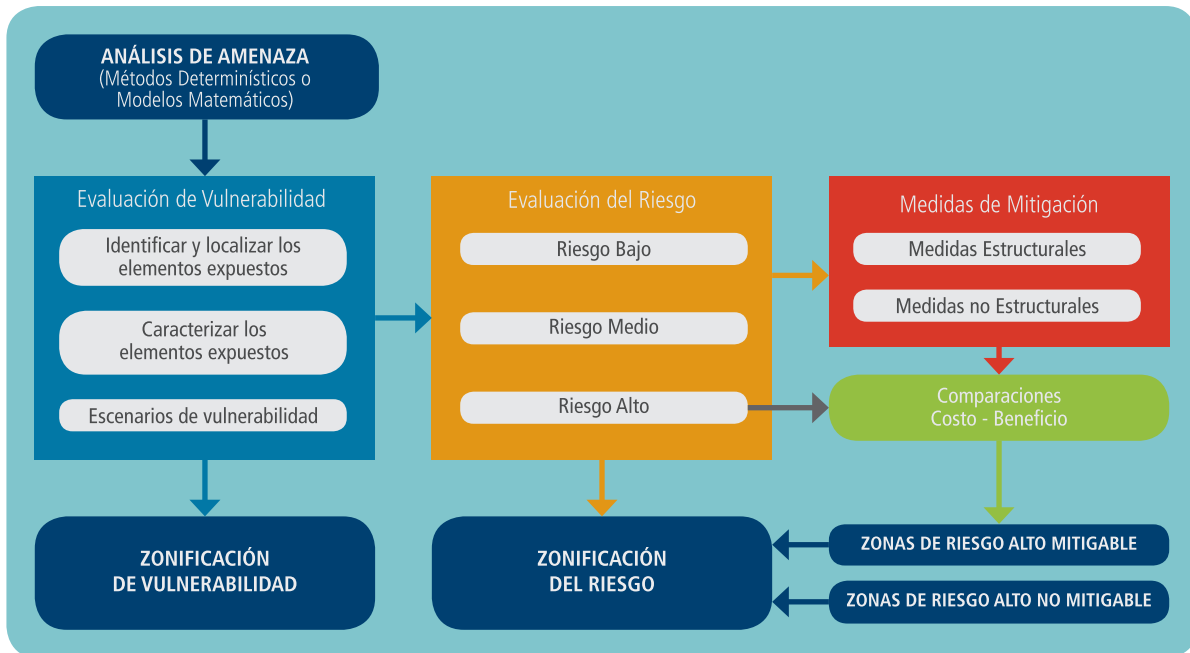 ANÁLISIS DE AMENAZA
(Métodos Determinísticos o
Modelos Matemáticos)
Evaluación de Vulnerabilidad
Identificar y localizar los
elementos expuestos
Caracterizar los
elementos expuestos
Escenarios de vulnerabilidad
ZONIFICACIÓN
DE VULNERABILIDAD
Evaluación del Riesgo
Riesgo Bajo
Riesgo Medio
Riesgo Alto
ZONIFICACIÓN
DEL RIESGO
Medidas de Mitigación
Medidas Estructurales
Medidas no Estructurales
Comparaciones
Costo - Beneficio
ZONAS DE RIESGO ALTO MITIGABLE
ZONAS DE RIESGO ALTO NO MITIGABLE